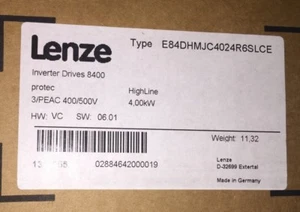 Lenze
Type E84DHMJC4024R6SLCE
Inverter Drives 8400
protec HighLine
3/PEAC 400/500V 4,00kW
HW: VC SW: 06.01
Weight: 11,32
02884642000019
Lenze
D-32699 Extertal
Made in Germany